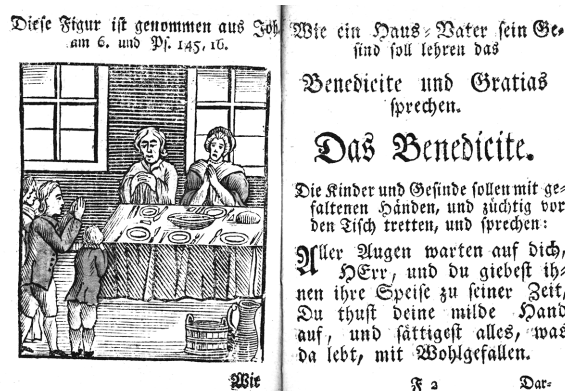 Diese Figur ist genommen aus Joh.
am 6. und Ps. 145, 16.
Wie
Wie ein Haus-Vater sein Ge-
sind soll lehren das
Benedicite und Gratias
sprechen.
Das Benedicite.
Die Kinder und Gesinde sollen mit ge-
faltenen Händen, und züchtig vor
den Tisch tretten, und sprechen:
Aller Augen warten auf dich,
HErr, und du giebest ih-
nen ihre Speise zu seiner Zeit,
Du thust deine milde Hand
auf, und sättigest alles, was
da lebt, mit Wohlgefallen.
F 2 Dar-